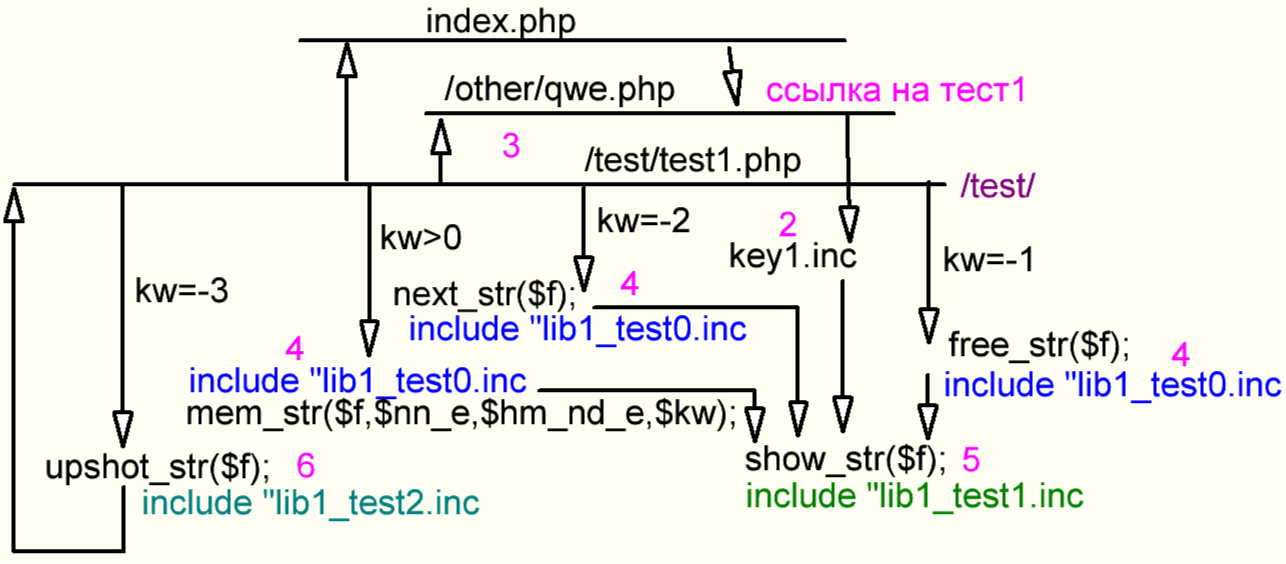 index.php
/other/qwe.php
ссылка на тест1
3
/test/test1.php
/test/
kw=-3
kw>0
kw=-2
2
key1.inc
kw=-1
next_str($f);
4
include "lib1_test0.inc
4
include "lib1_test0.inc
mem_str($f,$nn_e,$hm_nd_e,$kw);
free_str($f);
4
include "lib1_test0.inc
upshot_str($f);
6
include "lib1_test2.inc
show_str($f);
5
include "lib1_test1.inc